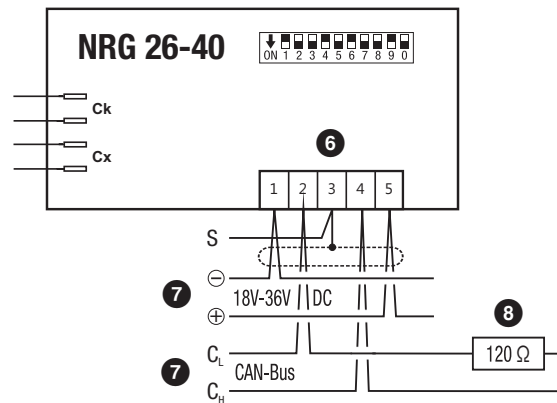 NRG 26-40
ON 1 2 3 4 5 6 7 8 9 0
Ck
Cx
6
1 2 3 4 5
S
7
18V-36V DC
8
CL
120 Ω
7
CAN-Bus
CH